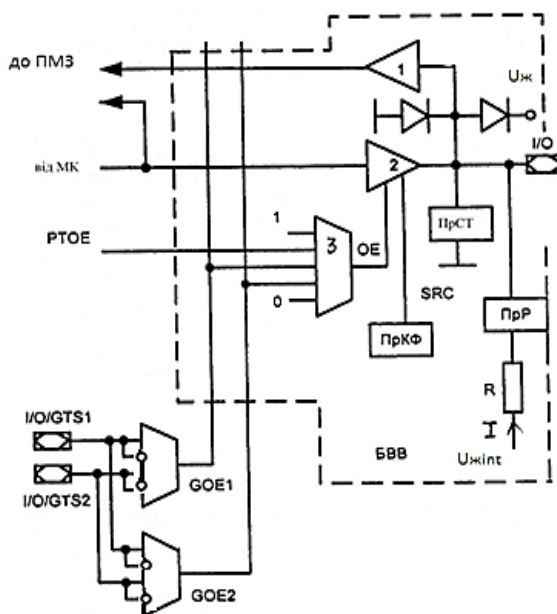 до ПМЗ
1
Uж
від МК
2
I/O
1
PTOE
3
OE
ПрСТ
0
SRC
ПрКФ
ПрР
R
I
I/O/GTS1
БВВ
Uжint
GOE1
I/O/GTS2
GOE2